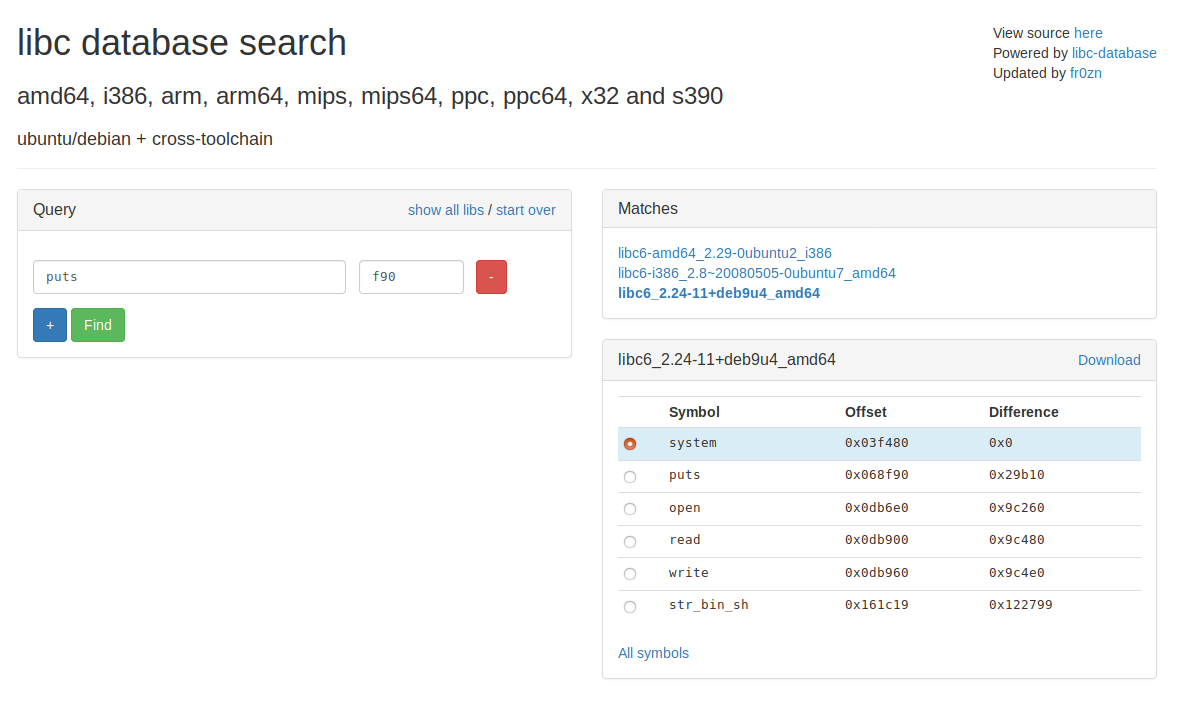 libc database search
View source here
Powered by libc-database
Updated by fr0zn
amd64, i386, arm, arm64, mips, mips64, ppc, ppc64, x32 and s390
ubuntu/debian + cross-toolchain
Query show all libs / start over
puts f90 -
+ Find
Matches
libc6-amd64_2.29-0ubuntu2_i386
libc6-i386_2.8~20080505-0ubuntu7_amd64
libc6_2.24-11+deb9u4_amd64
libc6_2.24-11+deb9u4_amd64 Download
Symbol Offset Difference
system 0x03f480 0x0
puts 0x068f90 0x29b10
open 0x0db6e0 0x9c260
read 0x0db900 0x9c480
write 0x0db960 0x9c4e0
str_bin_sh 0x161c19 0x122799
All symbols